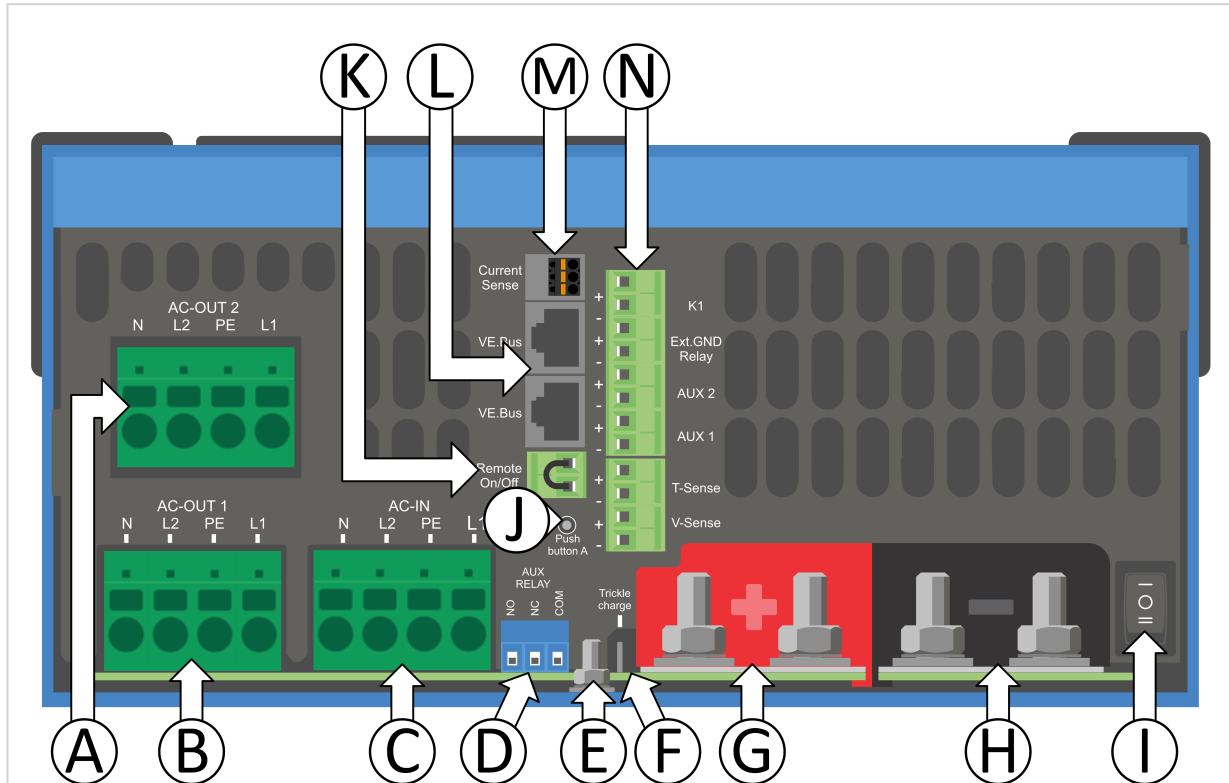 K L M N
Current
Sense
+
K1
-
VE.Bus
+
Ext.GND
Relay
-
+
AUX 2
-
VE.Bus
+
AUX 1
-
AC-OUT 2
N L2 PE L1
Remote
On/Off
+
T-Sense
-
J
+
V-Sense
-
Push
button A
AC-OUT 1
N L2 PE L1
AC-IN
N L2 PE L1
AUX
RELAY
NO NC COM
Trickle
charge
+
-
I O II
A B C D E F G H I